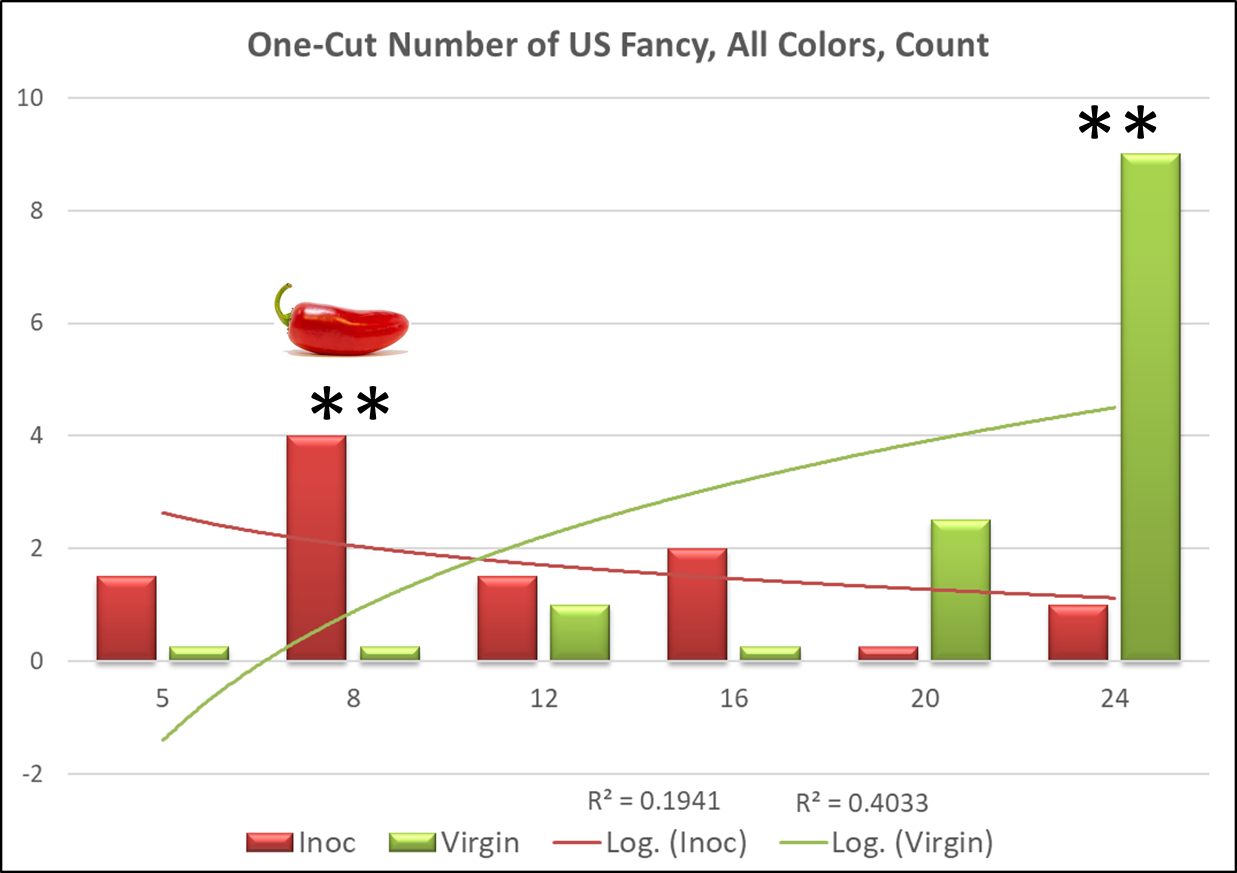 One-Cut Number of US Fancy, All Colors, Count
10
**
8
6
**
4
2
0
5 8 12 16 20 24
-2
R² = 0.1941 R² = 0.4033
Inoc Virgin Log. (Inoc) Log. (Virgin)